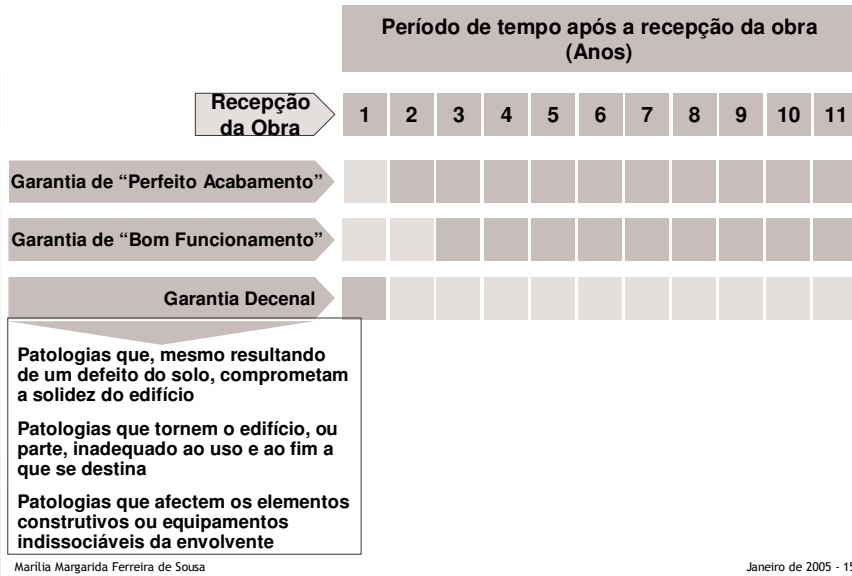 Período de tempo após a recepção da obra
(Anos)
Recepção
da Obra
1 2 3 4 5 6 7 8 9 10 11
Garantia de “Perfeito Acabamento”
Garantia de “Bom Funcionamento”
Garantia Decenal
Patologias que, mesmo resultando
de um defeito do solo, comprometam
a solidez do edifício
Patologias que tornem o edifício, ou
parte, inadequado ao uso e ao fim a
que se destina
Patologias que afectem os elementos
construtivos ou equipamentos
indissociáveis da envolvente
Marília Margarida Ferreira de Sousa
Janeiro de 2005 - 15